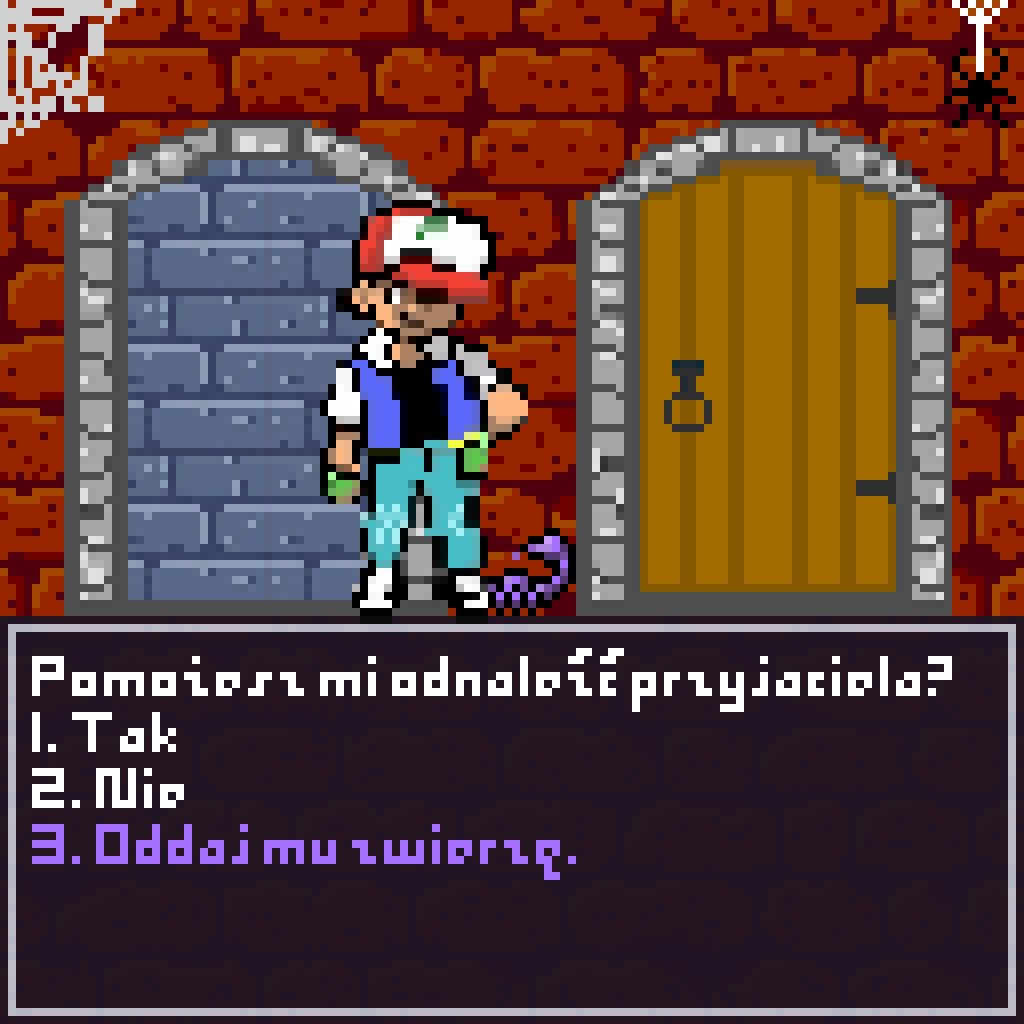 Pomożesz mi odnaleźć przyjaciela?
1. Tak
2. Nie
3. Oddaj mu zwierzę.